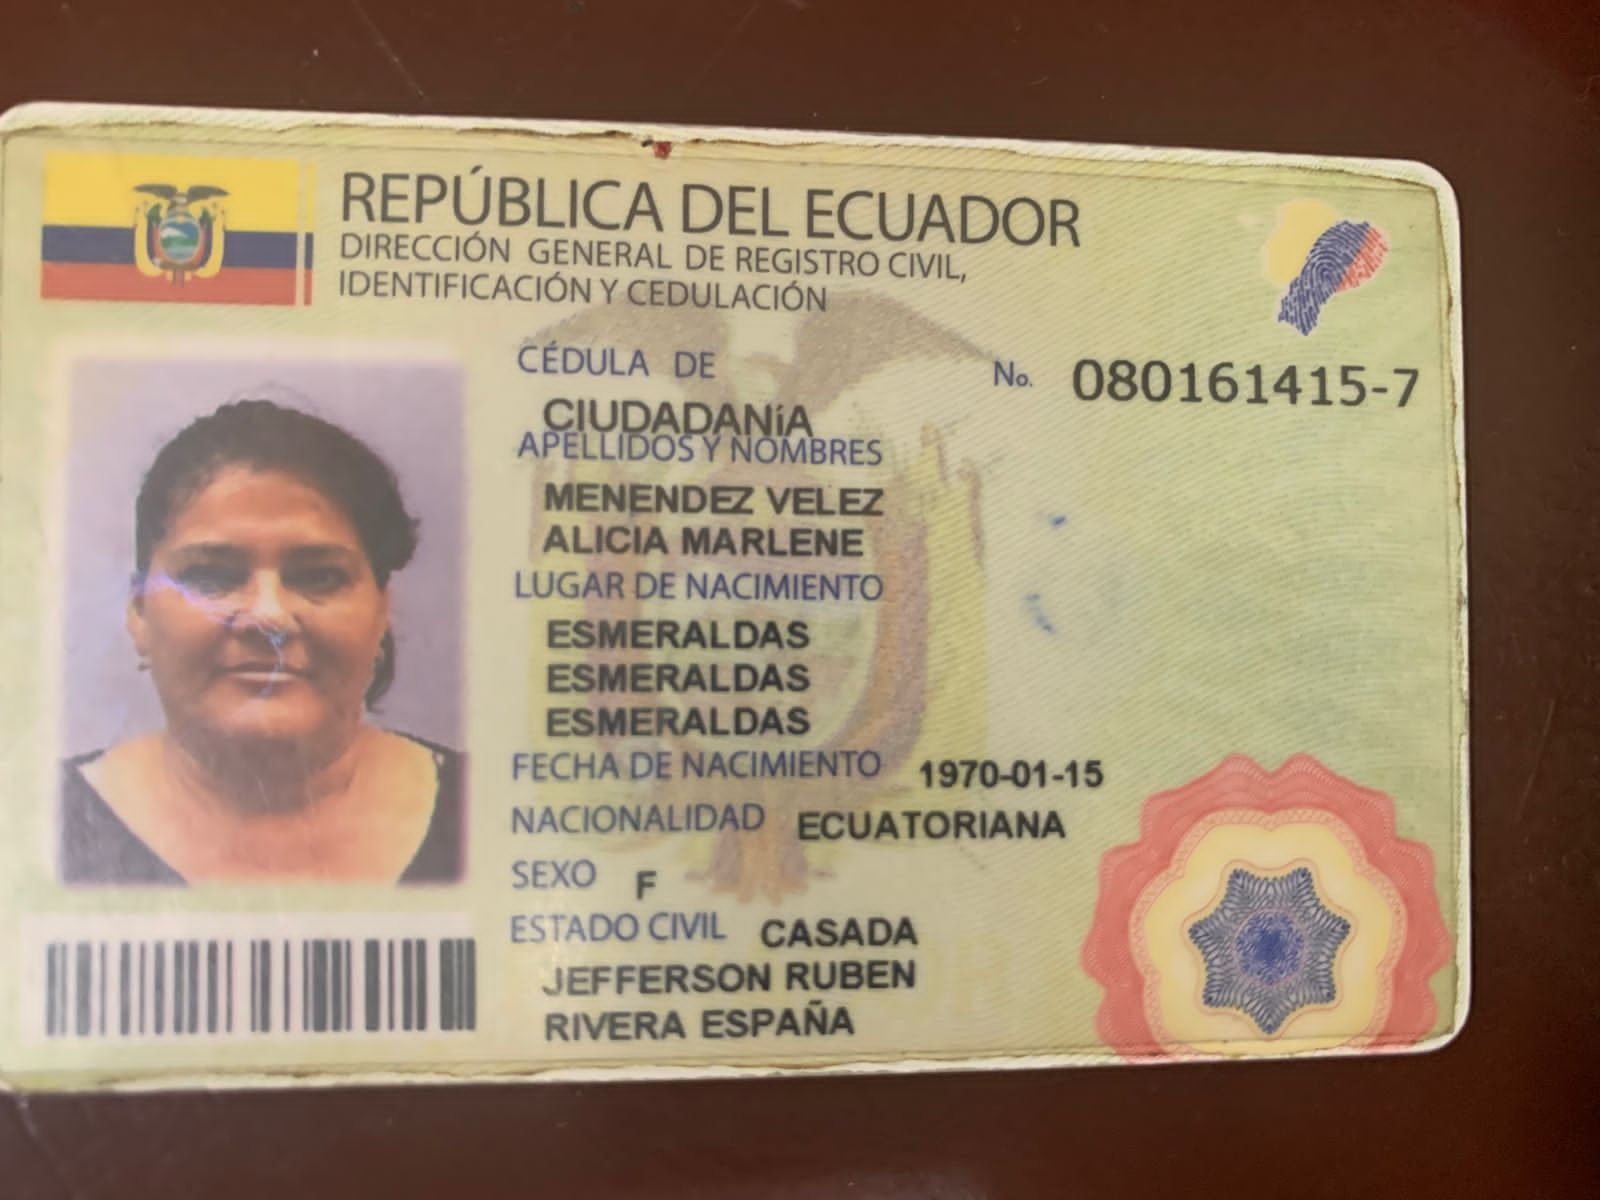 REPÚBLICA DEL ECUADOR
DIRECCIÓN GENERAL DE REGISTRO CIVIL,
IDENTIFICACIÓN Y CEDULACIÓN
CÉDULA DE No. 080161415-7
CIUDADANíA
APELLIDOS Y NOMBRES
MENENDEZ VELEZ
ALICIA MARLENE
LUGAR DE NACIMIENTO
ESMERALDAS
ESMERALDAS
ESMERALDAS
FECHA DE NACIMIENTO 1970-01-15
NACIONALIDAD ECUATORIANA
SEXO F
ESTADO CIVIL CASADA
JEFFERSON RUBEN
RIVERA ESPAÑA